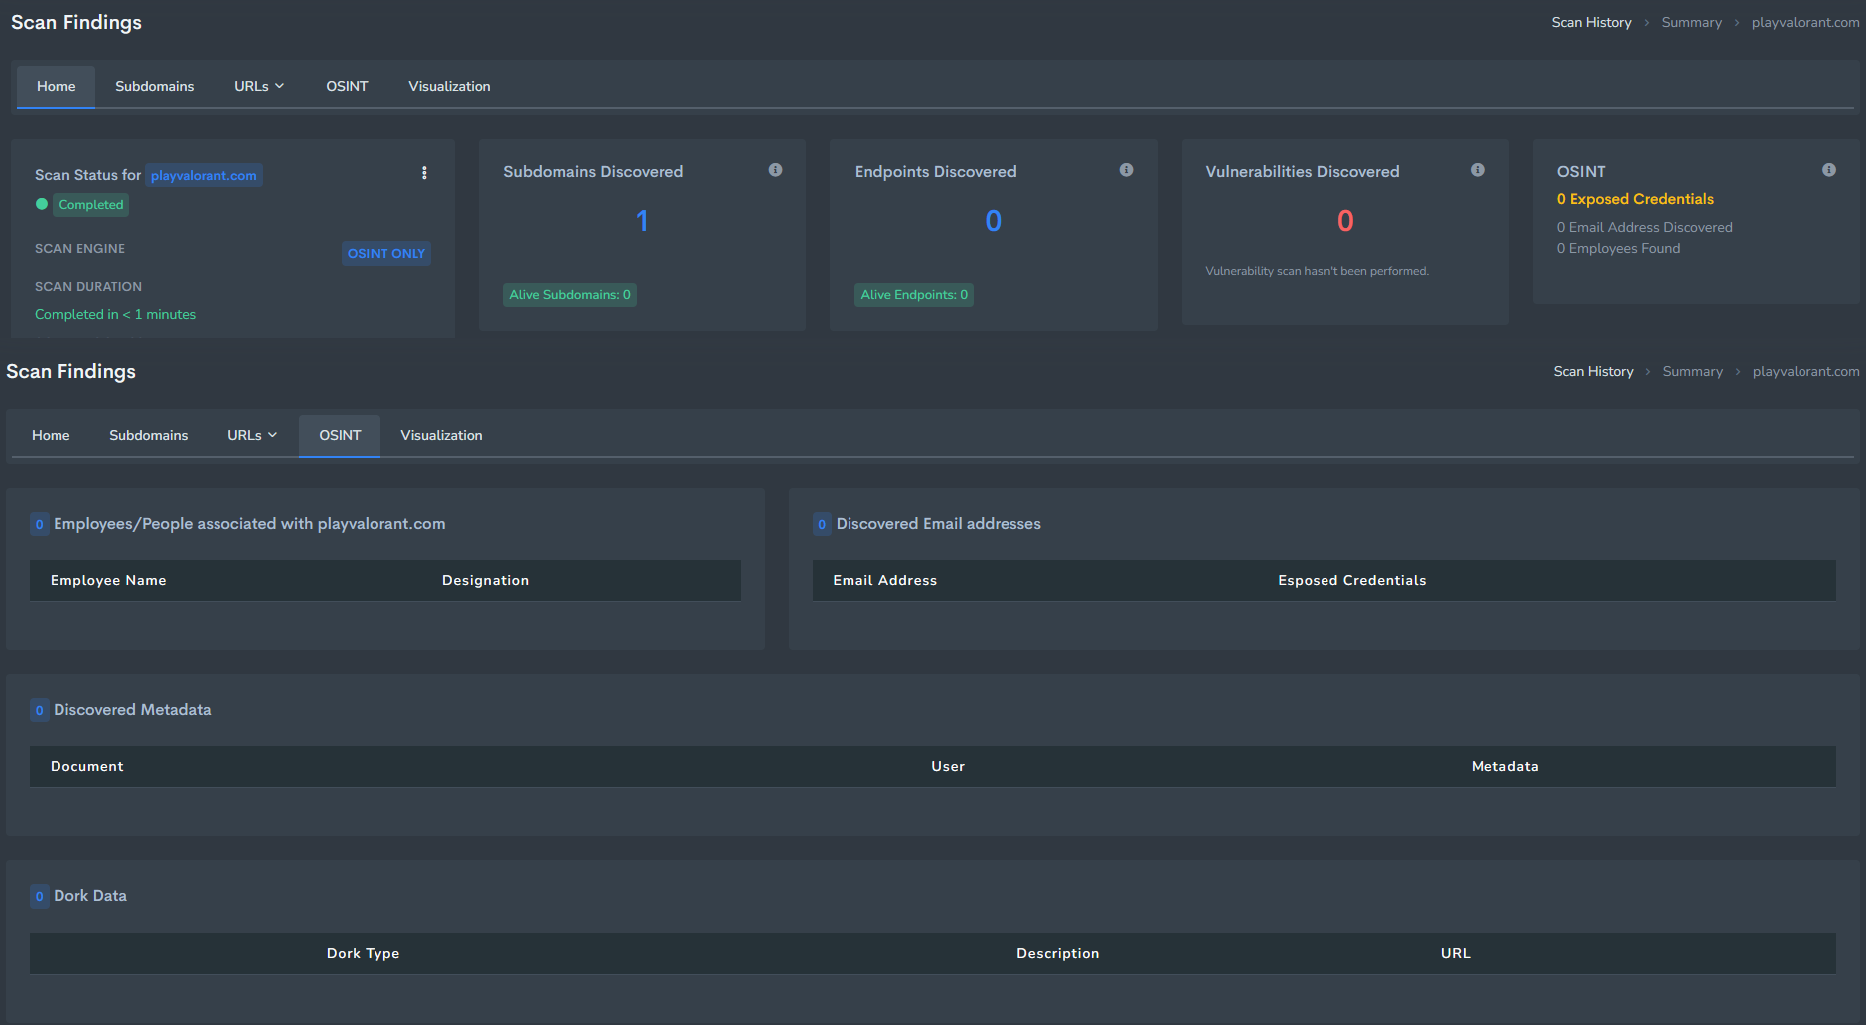 Scan Findings
Scan History > Summary > playvalorant.com
Home Subdomains URLs OSINT Visualization
Scan Status for playvalorant.com
Completed
SCAN ENGINE
OSINT ONLY
SCAN DURATION
Completed in < 1 minutes
Subdomains Discovered
1
Alive Subdomains: 0
Endpoints Discovered
0
Alive Endpoints: 0
Vulnerabilities Discovered
0
Vulnerability scan hasn't been performed.
OSINT
0 Exposed Credentials
0 Email Address Discovered
0 Employees Found
Scan Findings
Scan History > Summary > playvalorant.com
Home Subdomains URLs OSINT Visualization
0 Employees/People associated with playvalorant.com
Employee Name Designation
0 Discovered Email addresses
Email Address Esposed Credentials
0 Discovered Metadata
Document User Metadata
0 Dork Data
Dork Type Description URL